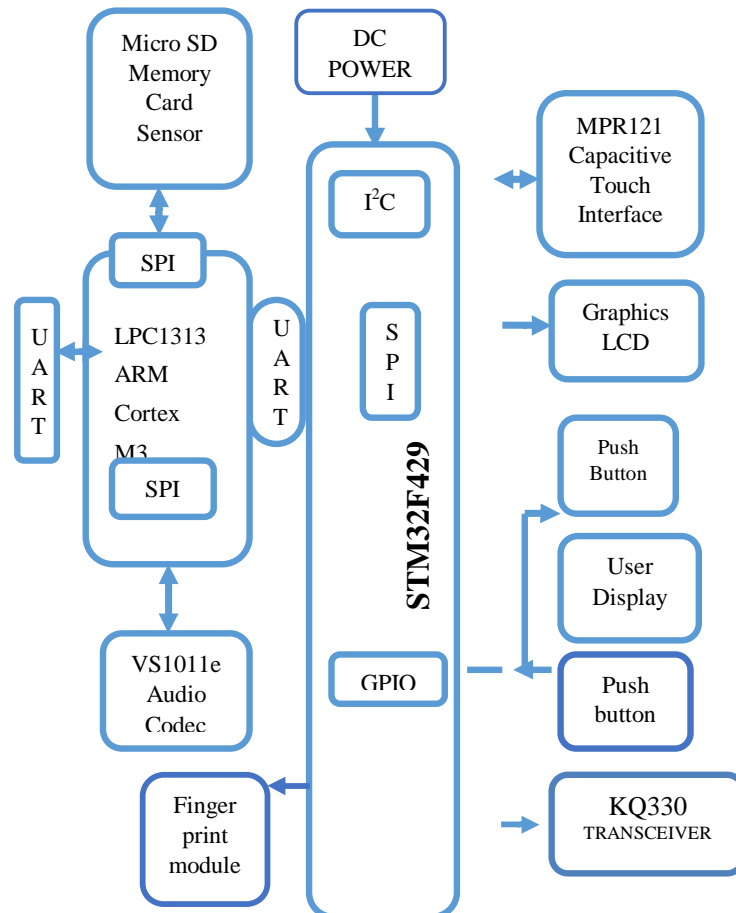 Micro SD
Memory
Card
Sensor
DC
POWER
MPR121
Capacitive
Touch
Interface
I²C
SPI
U
A
R
T
LPC1313
ARM
Cortex
M3
SPI
U
A
R
T
S
P
I
STM32F429
Graphics
LCD
Push
Button
User
Display
GPIO
Push
button
VS1011e
Audio
Codec
Finger
print
module
KQ330
TRANSCEIVER